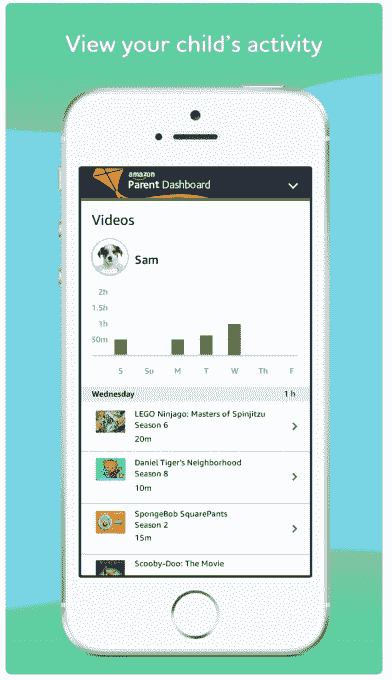 View your child's activity
amazon
Parent Dashboard
Videos
Sam
2h
1.5h
1h
30m
S Su M T W Th F
Wednesday 1 h
LEGO Ninjago: Masters of Spinjitzu
Season 6
20m
Daniel Tiger's Neighborhood
Season 8
10m
SpongeBob SquarePants
Season 2
15m
Scooby-Doo: The Movie